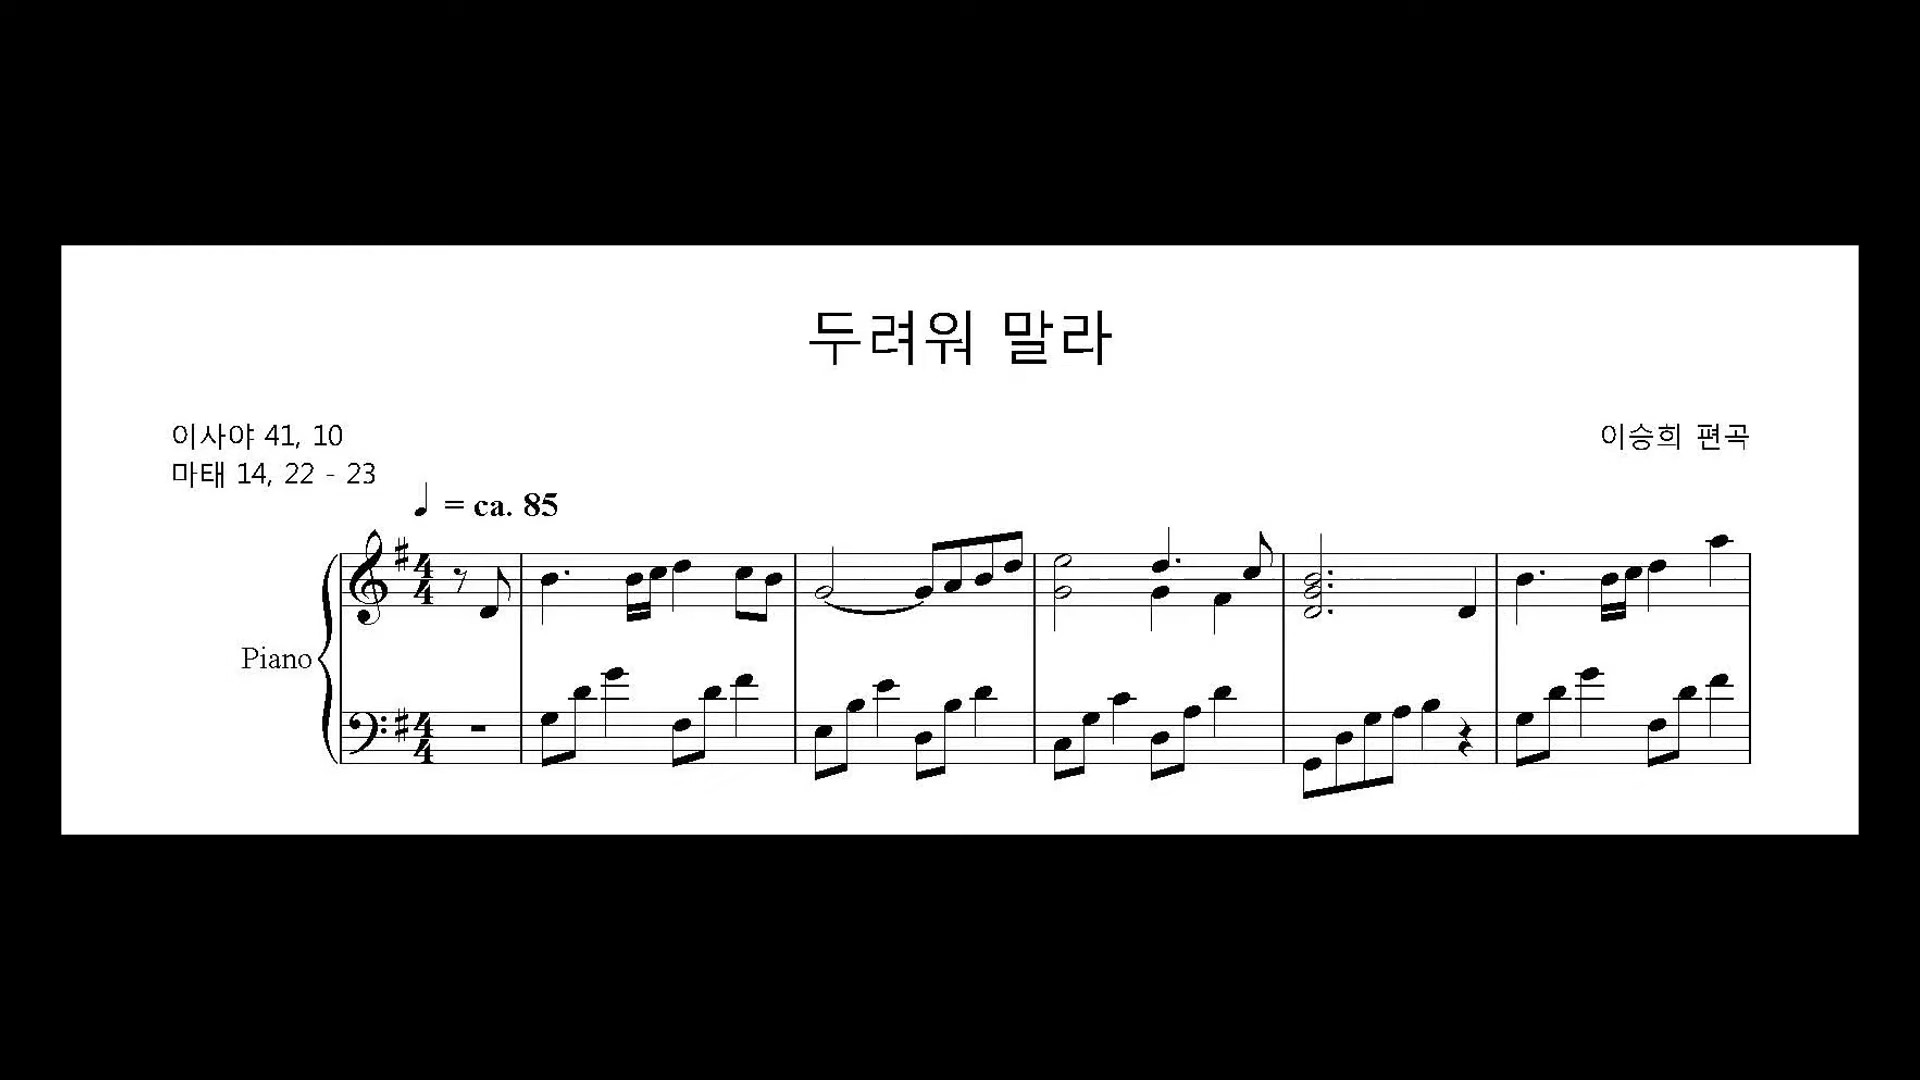 두려워 말라
이사야 41, 10
이승희 편곡
마태 14, 22 - 23
♩ = ca. 85
Piano